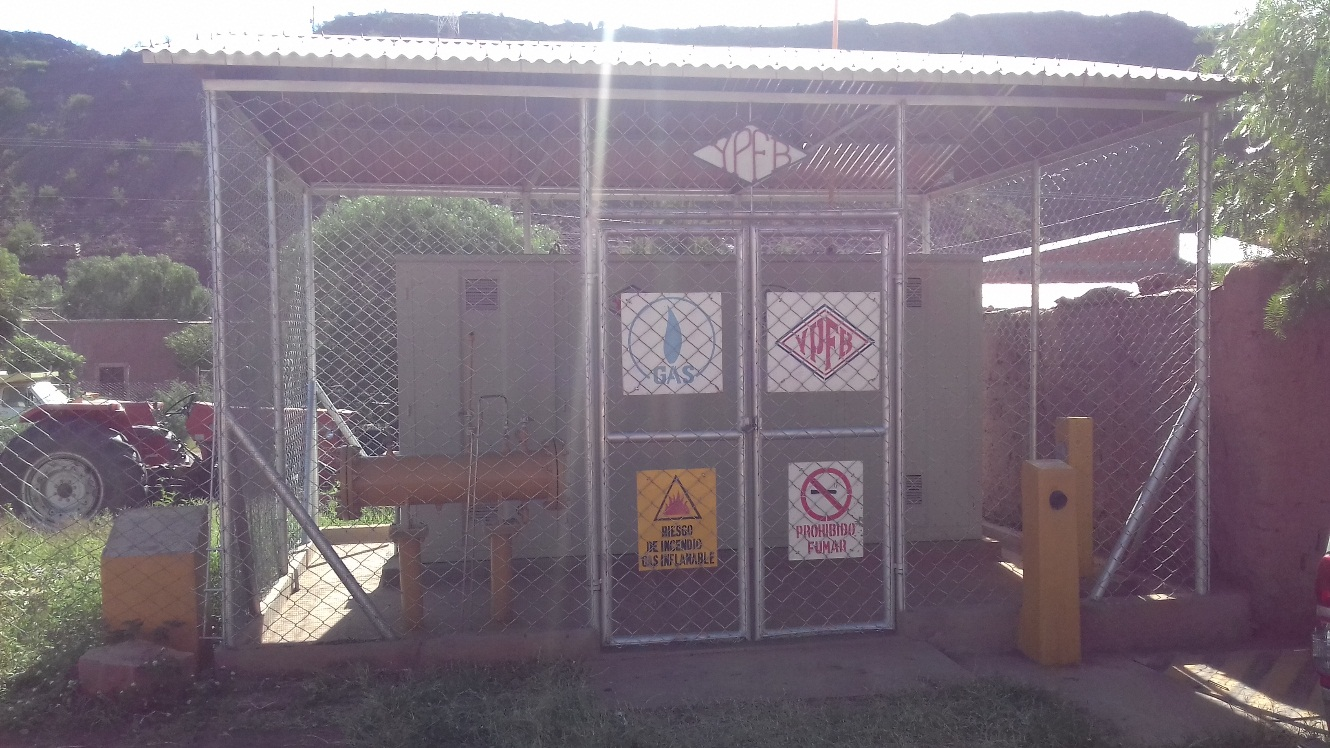 YPFB
GAS
YPFB
RIESGO
DE INCENDIO
GAS INFLAMABLE
PROHIBIDO
FUMAR